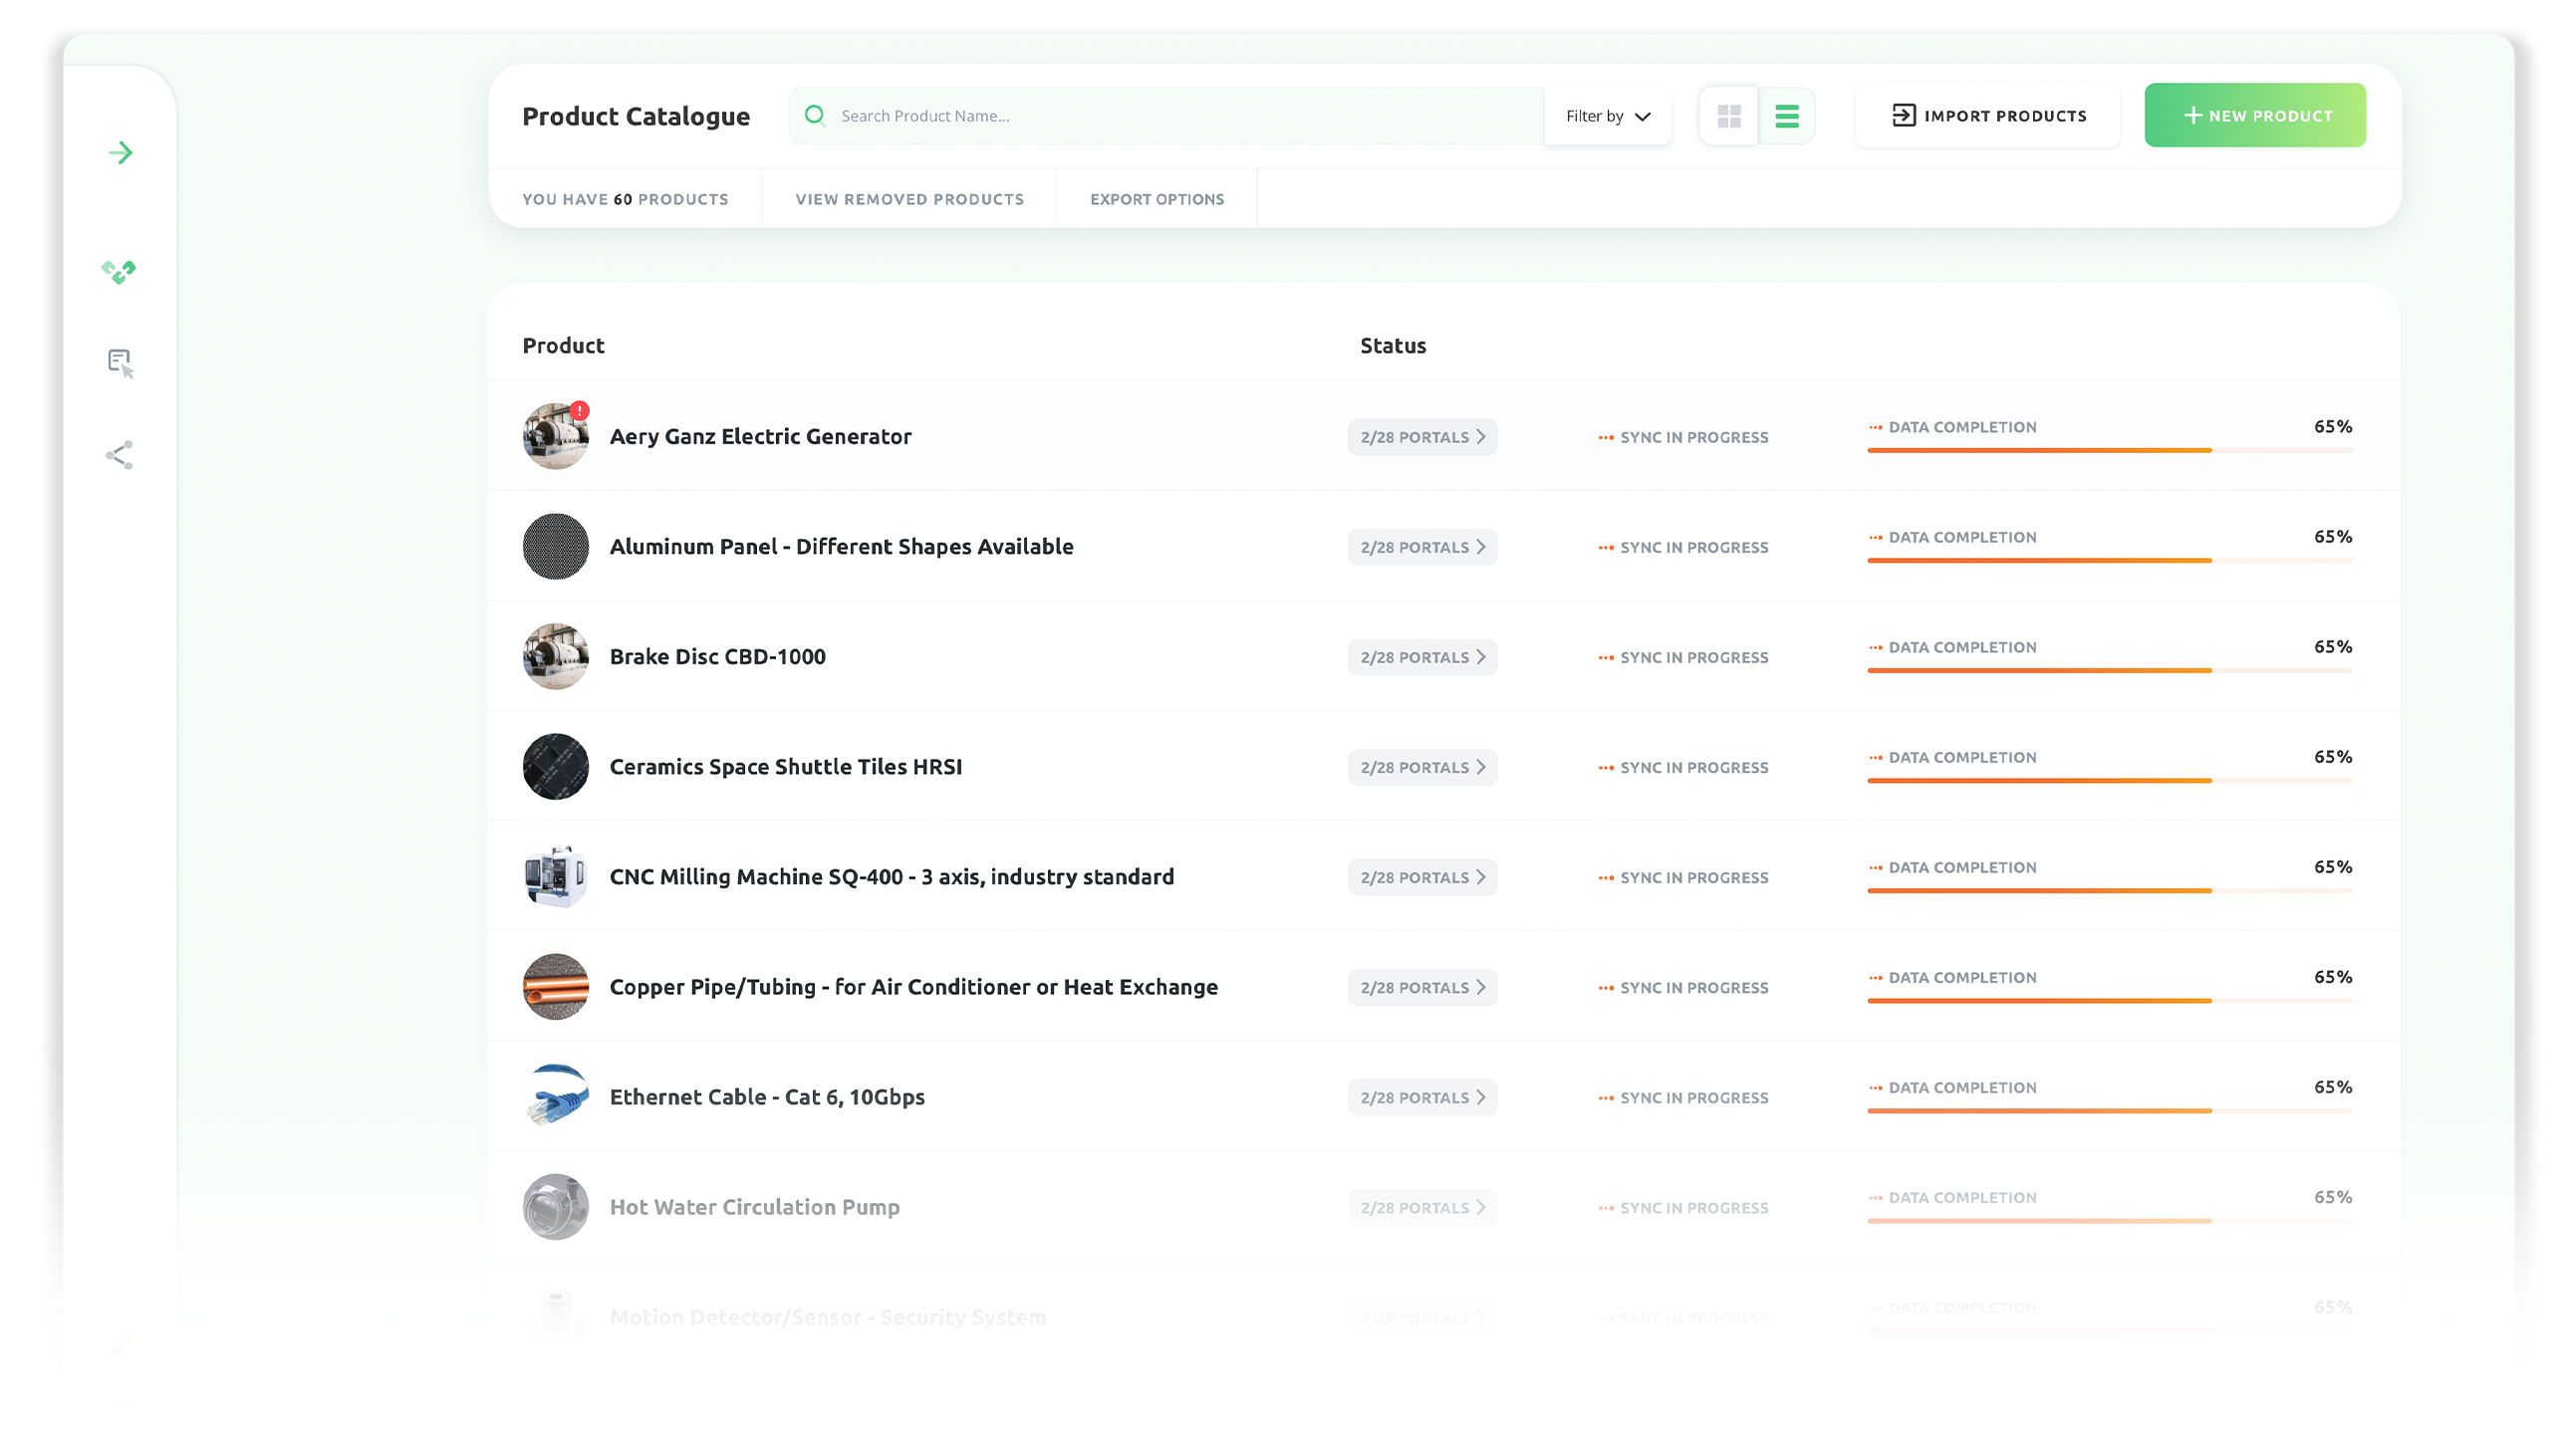 Product Catalogue
Search Product Name...
Filter by
IMPORT PRODUCTS
NEW PRODUCT
YOU HAVE 60 PRODUCTS
VIEW REMOVED PRODUCTS
EXPORT OPTIONS
Product Status
Aery Ganz Electric Generator 2/28 PORTALS SYNC IN PROGRESS DATA COMPLETION 65%
Aluminum Panel - Different Shapes Available 2/28 PORTALS SYNC IN PROGRESS DATA COMPLETION 65%
Brake Disc CBD-1000 2/28 PORTALS SYNC IN PROGRESS DATA COMPLETION 65%
Ceramics Space Shuttle Tiles HRSI 2/28 PORTALS SYNC IN PROGRESS DATA COMPLETION 65%
CNC Milling Machine SQ-400 - 3 axis, industry standard 2/28 PORTALS SYNC IN PROGRESS DATA COMPLETION 65%
Copper Pipe/Tubing - for Air Conditioner or Heat Exchange 2/28 PORTALS SYNC IN PROGRESS DATA COMPLETION 65%
Ethernet Cable - Cat 6, 10Gbps 2/28 PORTALS SYNC IN PROGRESS DATA COMPLETION 65%
Hot Water Circulation Pump 2/28 PORTALS SYNC IN PROGRESS DATA COMPLETION 65%
Motion Detector/Sensor - Security System 2/28 PORTALS SYNC IN PROGRESS DATA COMPLETION 65%